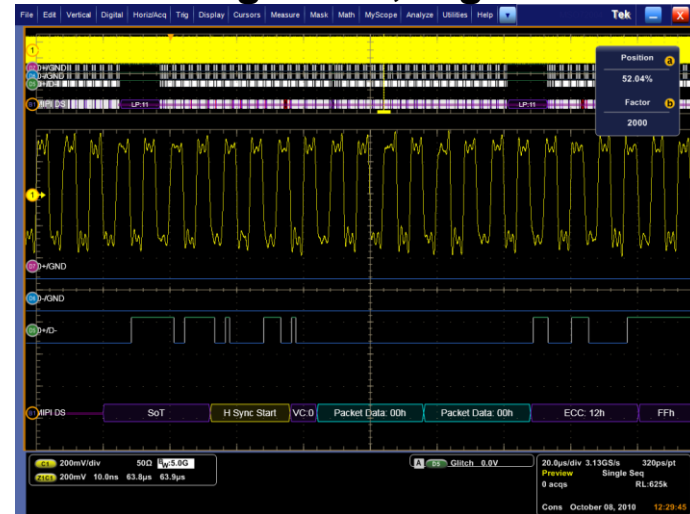 File Edit Vertical Digital Horiz/Acq Trig Display Cursors Measure Mask Math MyScope Analyze Utilities Help Tek X
Position a
52.04%
Factor b
2000
1
D+/GND
D-/GND
D+/D-
MIPI DS LP:11 LP:11
1
D+/GND
D-/GND
D+/D-
MIPI DS SoT H Sync Start VC:0 Packet Data: 00h Packet Data: 00h ECC: 12h FFh
C1 200mV/div 50Ω BW:5.0G
Z1C1 200mV 10.0ns 63.8µs 63.9µs
A D5 Glitch 0.0V
20.0µs/div 3.13GS/s 320ps/pt
Preview Single Seq
0 acqs RL:625k
Cons October 08, 2010 12:29:45